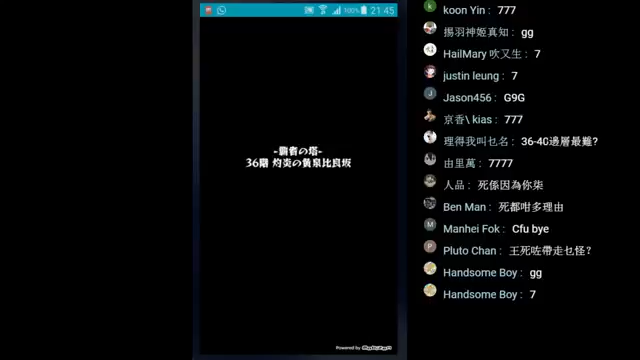 100% 21:45
-覇者の塔-
36階 灼炎の黄泉比良坂
Powered by
k
koon Yin : 777
揚羽神姬真知 : gg
HailMary 吹又生 : 7
justin leung : 7
J
Jason456 : G9G
京香\ kias : 777
理得我叫乜名 : 36-40邊層最難?
由里萬 : 7777
人品 : 死係因為你柒
Ben Man : 死都咁多理由
M
Manhei Fok : Cfu bye
P
Pluto Chan : 王死咗帶走乜怪?
Handsome Boy : gg
Handsome Boy : 7